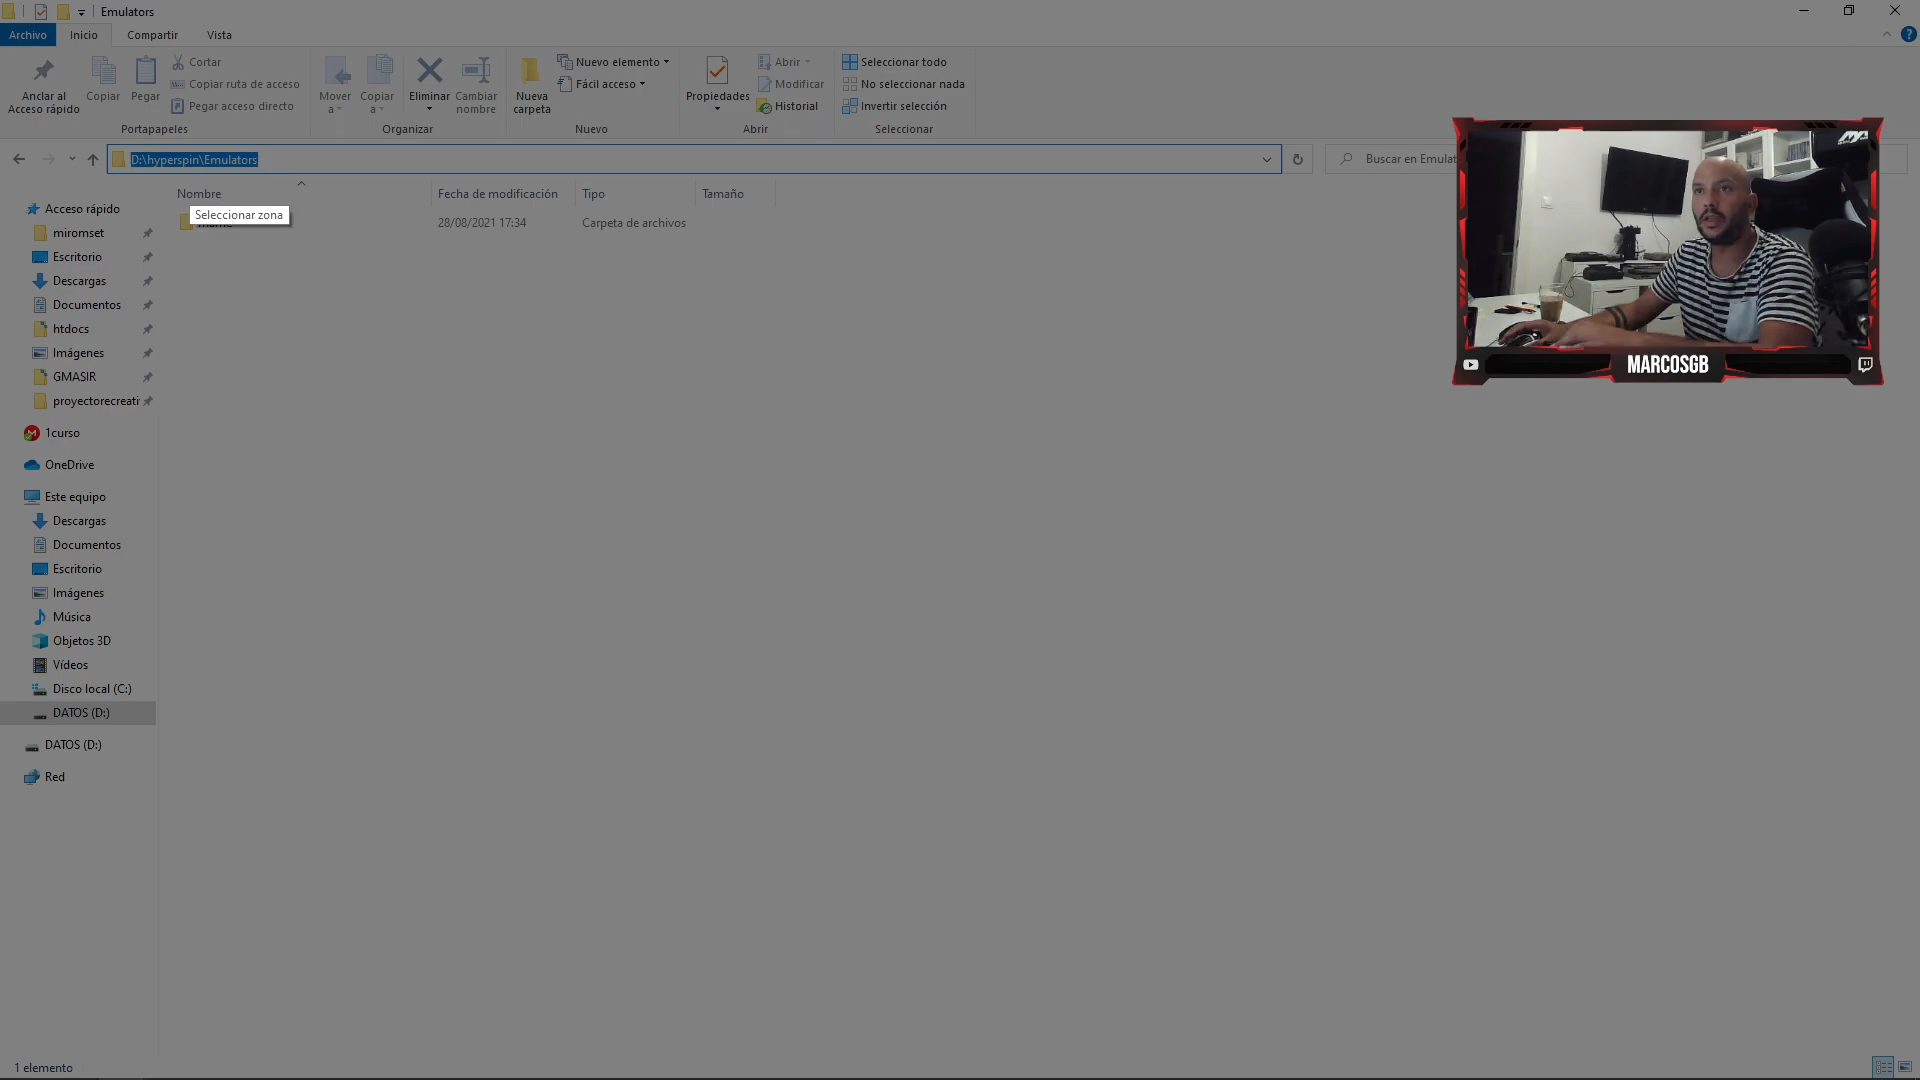 Emulators
Archivo Inicio Compartir Vista
Anclar al Acceso rápido
Copiar
Pegar
Cortar
Copiar ruta de acceso
Pegar acceso directo
Portapapeles
Mover a
Copiar a
Eliminar
Cambiar nombre
Organizar
Nueva carpeta
Nuevo elemento
Fácil acceso
Nuevo
Propiedades
Abrir
Modificar
Historial
Abrir
Seleccionar todo
No seleccionar nada
Invertir selección
Seleccionar
D:\hyperspin\Emulators
Buscar en Emulat
Nombre Fecha de modificación Tipo Tamaño
Seleccionar zona
28/08/2021 17:34 Carpeta de archivos
Acceso rápido
miromset
Escritorio
Descargas
Documentos
htdocs
Imágenes
GMASIR
proyectorecreati
1curso
OneDrive
Este equipo
Descargas
Documentos
Escritorio
Imágenes
Música
Objetos 3D
Vídeos
Disco local (C:)
DATOS (D:)
DATOS (D:)
Red
MARCOSGB
1 elemento